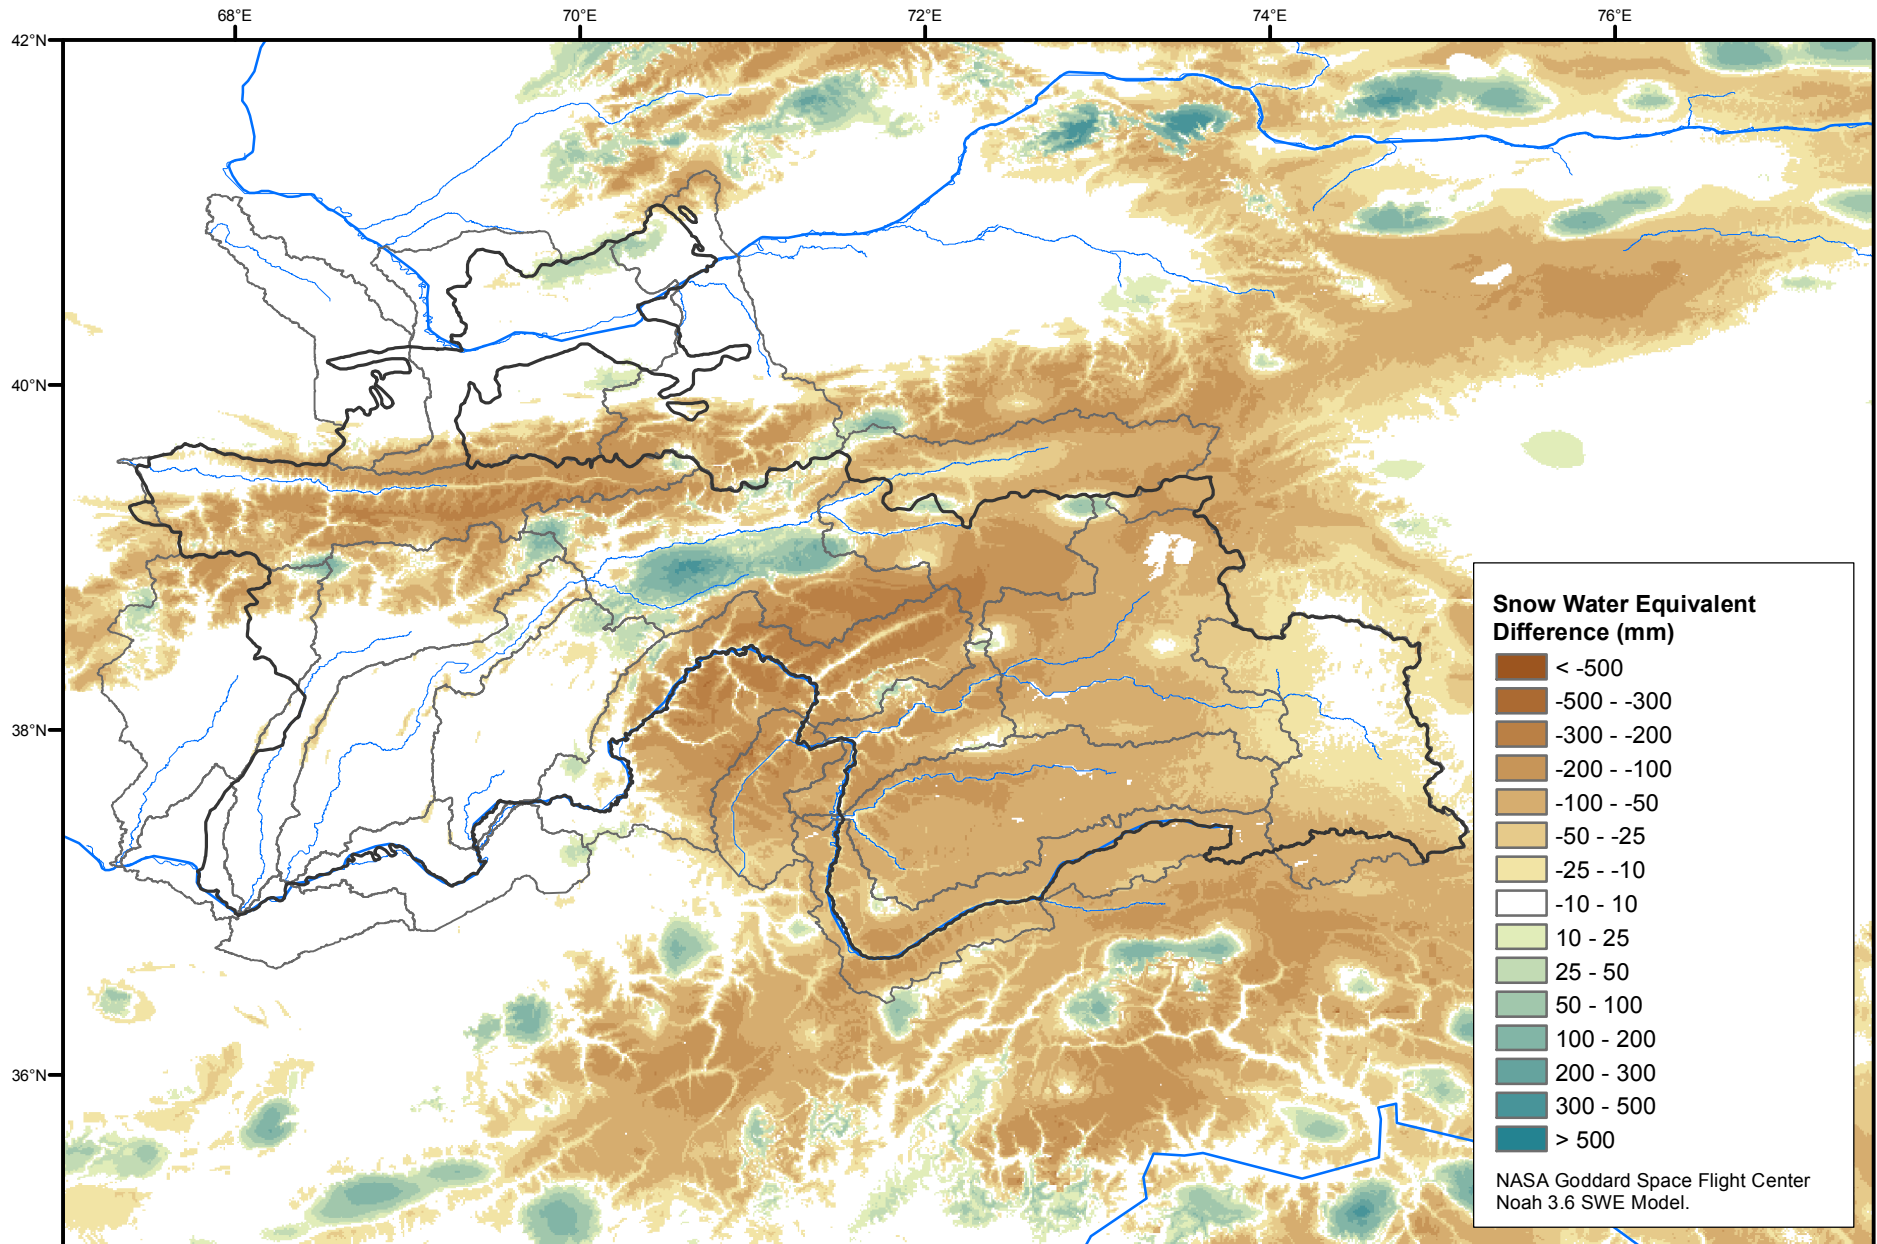 68°E
70°E
72°E
74°E
76°E
42°N
40°N
38°N
36°N
Snow Water Equivalent
Difference (mm)
< -500
-500 - -300
-300 - -200
-200 - -100
-100 - -50
-50 - -25
-25 - -10
-10 - 10
10 - 25
25 - 50
50 - 100
100 - 200
200 - 300
300 - 500
> 500
NASA Goddard Space Flight Center
Noah 3.6 SWE Model.